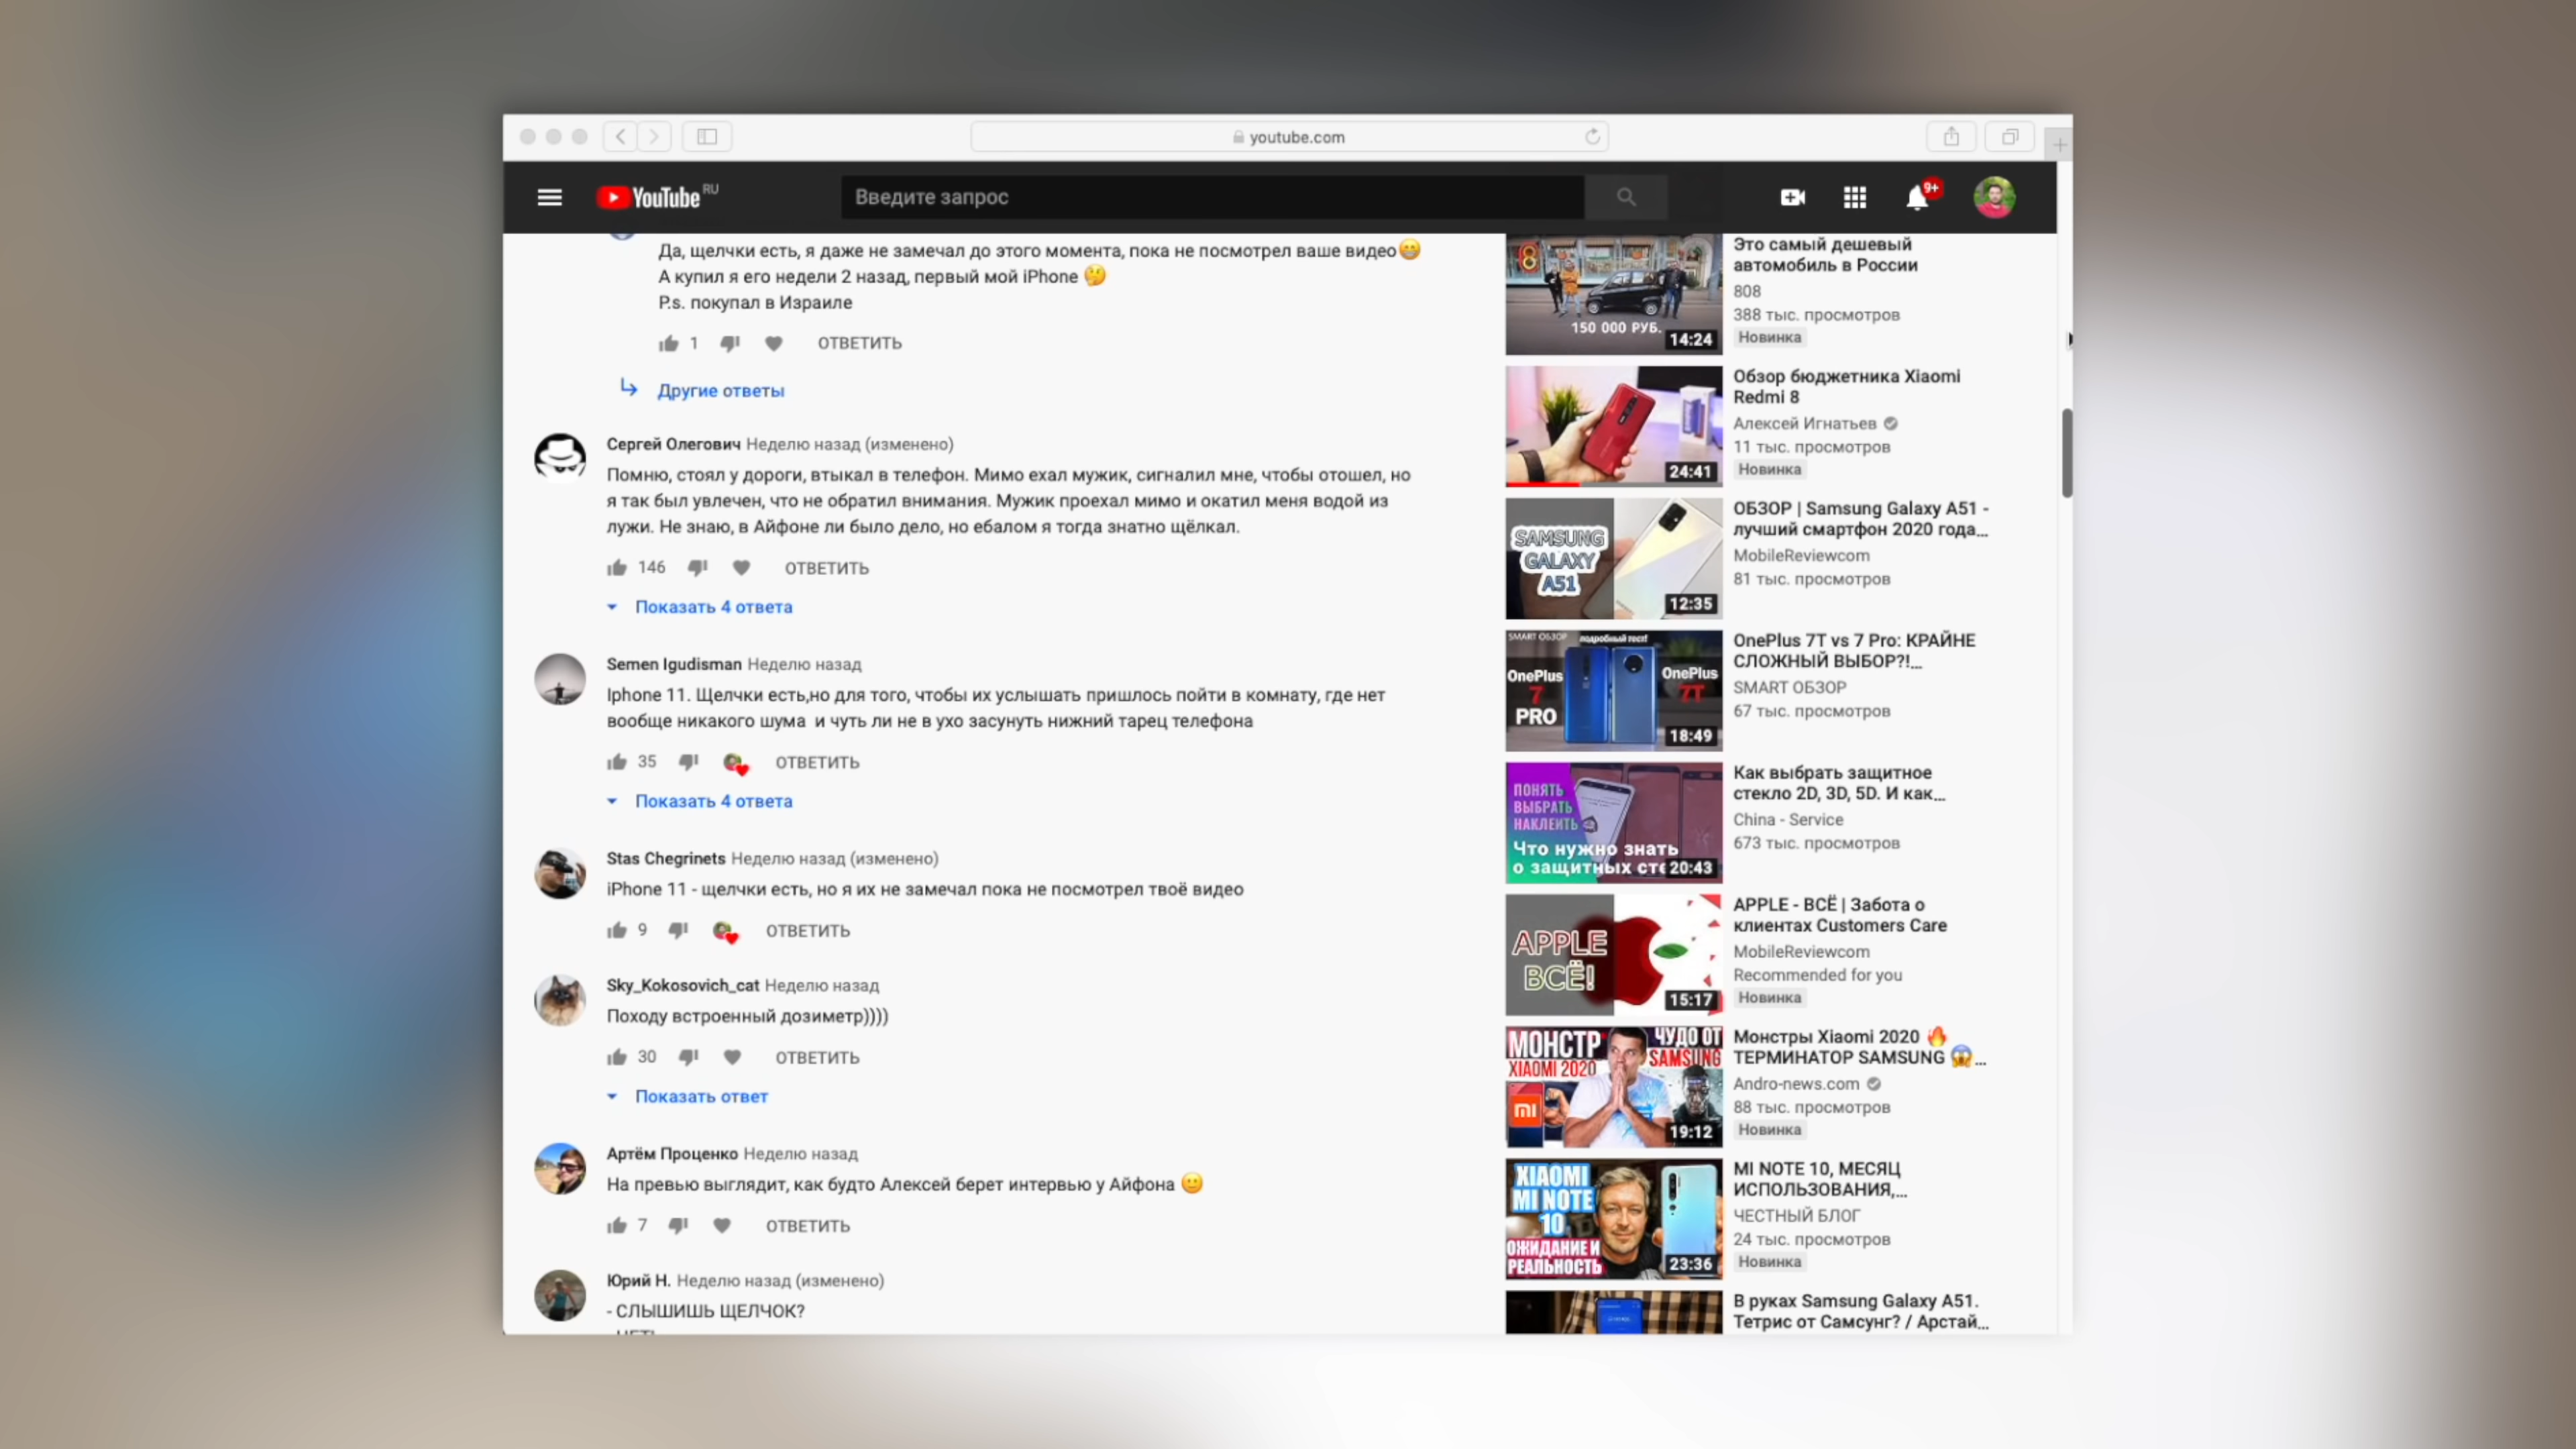 youtube.com
YouTube RU
Введите запрос
9+
Да, щелчки есть, я даже не замечал до этого момента, пока не посмотрел ваше видео😀
А купил я его недели 2 назад, первый мой iPhone 🤔
P.s. покупал в Израиле
1 ОТВЕТИТЬ
Другие ответы
Сергей Олегович Неделю назад (изменено)
Помню, стоял у дороги, втыкал в телефон. Мимо ехал мужик, сигналил мне, чтобы отошел, но
я так был увлечен, что не обратил внимания. Мужик проехал мимо и окатил меня водой из
лужи. Не знаю, в Айфоне ли было дело, но ебалом я тогда знатно щёлкал.
146 ОТВЕТИТЬ
Показать 4 ответа
Semen Igudisman Неделю назад
Iphone 11. Щелчки есть,но для того, чтобы их услышать пришлось пойти в комнату, где нет
вообще никакого шума и чуть ли не в ухо засунуть нижний тарец телефона
35 ОТВЕТИТЬ
Показать 4 ответа
Stas Chegrinets Неделю назад (изменено)
iPhone 11 - щелчки есть, но я их не замечал пока не посмотрел твоё видео
9 ОТВЕТИТЬ
Sky_Kokosovich_cat Неделю назад
Походу встроенный дозиметр))))
30 ОТВЕТИТЬ
Показать ответ
Артём Проценко Неделю назад
На превью выглядит, как будто Алексей берет интервью у Айфона 🙂
7 ОТВЕТИТЬ
Юрий Н. Неделю назад (изменено)
- СЛЫШИШЬ ЩЕЛЧОК?
8
150 000 РУБ.
14:24
Это самый дешевый
автомобиль в России
808
388 тыс. просмотров
Новинка
24:41
Обзор бюджетника Xiaomi
Redmi 8
Алексей Игнатьев
11 тыс. просмотров
Новинка
SAMSUNG
GALAXY
A51
12:35
ОБЗОР | Samsung Galaxy A51 -
лучший смартфон 2020 года...
MobileReviewcom
81 тыс. просмотров
SMART ОБЗОР подробный тест!
OnePlus
7
PRO
OnePlus
7T
18:49
OnePlus 7T vs 7 Pro: КРАЙНЕ
СЛОЖНЫЙ ВЫБОР?!...
SMART ОБЗОР
67 тыс. просмотров
ПОНЯТЬ
ВЫБРАТЬ
НАКЛЕИТЬ
Что нужно знать
о защитных сте
20:43
Как выбрать защитное
стекло 2D, 3D, 5D. И как...
China - Service
673 тыс. просмотров
APPLE
ВСЁ!
15:17
APPLE - ВСЁ | Забота о
клиентах Customers Care
MobileReviewcom
Recommended for you
Новинка
МОНСТР
XIAOMI 2020
ЧУДО ОТ
SAMSUNG
MI
19:12
Монстры Xiaomi 2020 🔥
ТЕРМИНАТОР SAMSUNG 😱...
Andro-news.com
88 тыс. просмотров
Новинка
XIAOMI
MI NOTE
10
ОЖИДАНИЕ И
РЕАЛЬНОСТЬ
23:36
MI NOTE 10, МЕСЯЦ
ИСПОЛЬЗОВАНИЯ,...
ЧЕСТНЫЙ БЛОГ
24 тыс. просмотров
Новинка
В руках Samsung Galaxy A51.
Тетрис от Самсунг? / Арстай...